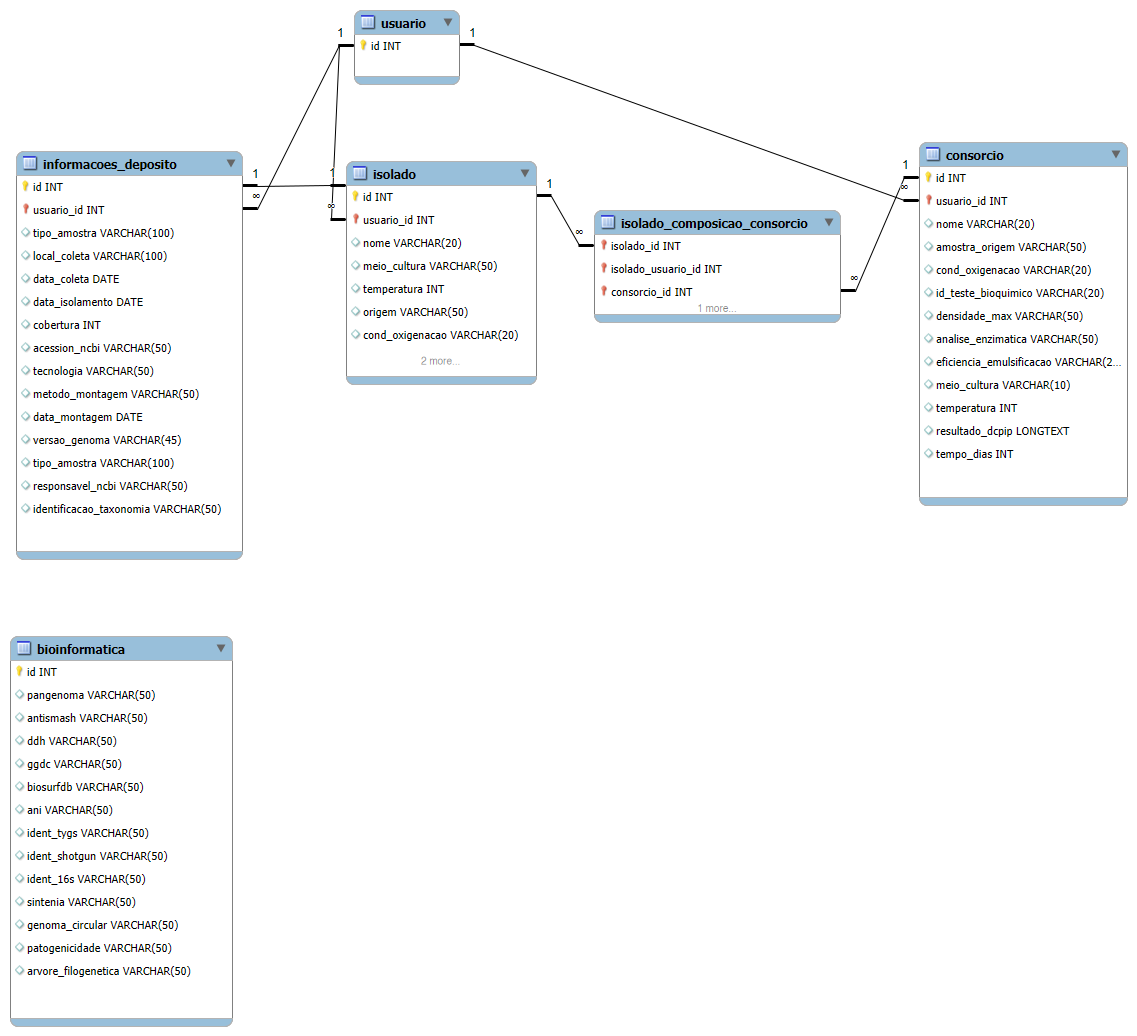 usuario
id INT
1
1
informacoes_deposito
id INT
usuario_id INT
tipo_amostra VARCHAR(100)
local_coleta VARCHAR(100)
data_coleta DATE
data_isolamento DATE
cobertura INT
acession_ncbi VARCHAR(50)
tecnologia VARCHAR(50)
metodo_montagem VARCHAR(50)
data_montagem DATE
versao_genoma VARCHAR(45)
tipo_amostra VARCHAR(100)
responsavel_ncbi VARCHAR(50)
identificacao_taxonomia VARCHAR(50)
1
∞
1
∞
isolado
id INT
usuario_id INT
nome VARCHAR(20)
meio_cultura VARCHAR(50)
temperatura INT
origem VARCHAR(50)
cond_oxigenacao VARCHAR(20)
2 more...
1
∞
isolado_composicao_consorcio
isolado_id INT
isolado_usuario_id INT
consorcio_id INT
1 more...
∞
1
∞
consorcio
id INT
usuario_id INT
nome VARCHAR(20)
amostra_origem VARCHAR(50)
cond_oxigenacao VARCHAR(20)
id_teste_bioquimico VARCHAR(20)
densidade_max VARCHAR(50)
analise_enzimatica VARCHAR(50)
eficiencia_emulsificacao VARCHAR(2...
meio_cultura VARCHAR(10)
temperatura INT
resultado_dcpip LONGTEXT
tempo_dias INT
bioinformatica
id INT
pangenoma VARCHAR(50)
antismash VARCHAR(50)
ddh VARCHAR(50)
ggdc VARCHAR(50)
biosurfdb VARCHAR(50)
ani VARCHAR(50)
ident_tygs VARCHAR(50)
ident_shotgun VARCHAR(50)
ident_16s VARCHAR(50)
sintenia VARCHAR(50)
genoma_circular VARCHAR(50)
patogenicidade VARCHAR(50)
arvore_filogenetica VARCHAR(50)